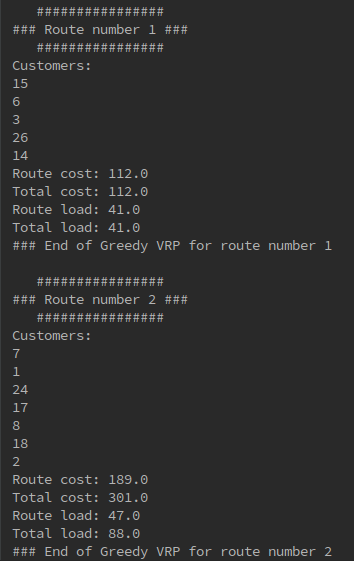 ################
### Route number 1 ###
################
Customers:
15
6
3
26
14
Route cost: 112.0
Total cost: 112.0
Route load: 41.0
Total load: 41.0
### End of Greedy VRP for route number 1
################
### Route number 2 ###
################
Customers:
7
1
24
17
8
18
2
Route cost: 189.0
Total cost: 301.0
Route load: 47.0
Total load: 88.0
### End of Greedy VRP for route number 2